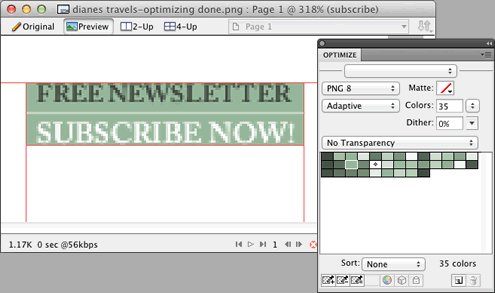 dianes travels-optimizing done.png : Page 1 @ 318% (subscribe)
Original Preview 2-Up 4-Up Page 1
FREE NEWSLETTER
SUBSCRIBE NOW!
1.17K 0 sec @56kbps 1
OPTIMIZE
PNG 8 Matte:
Adaptive Colors: 35
Dither: 0%
No Transparency
Sort: None 35 colors